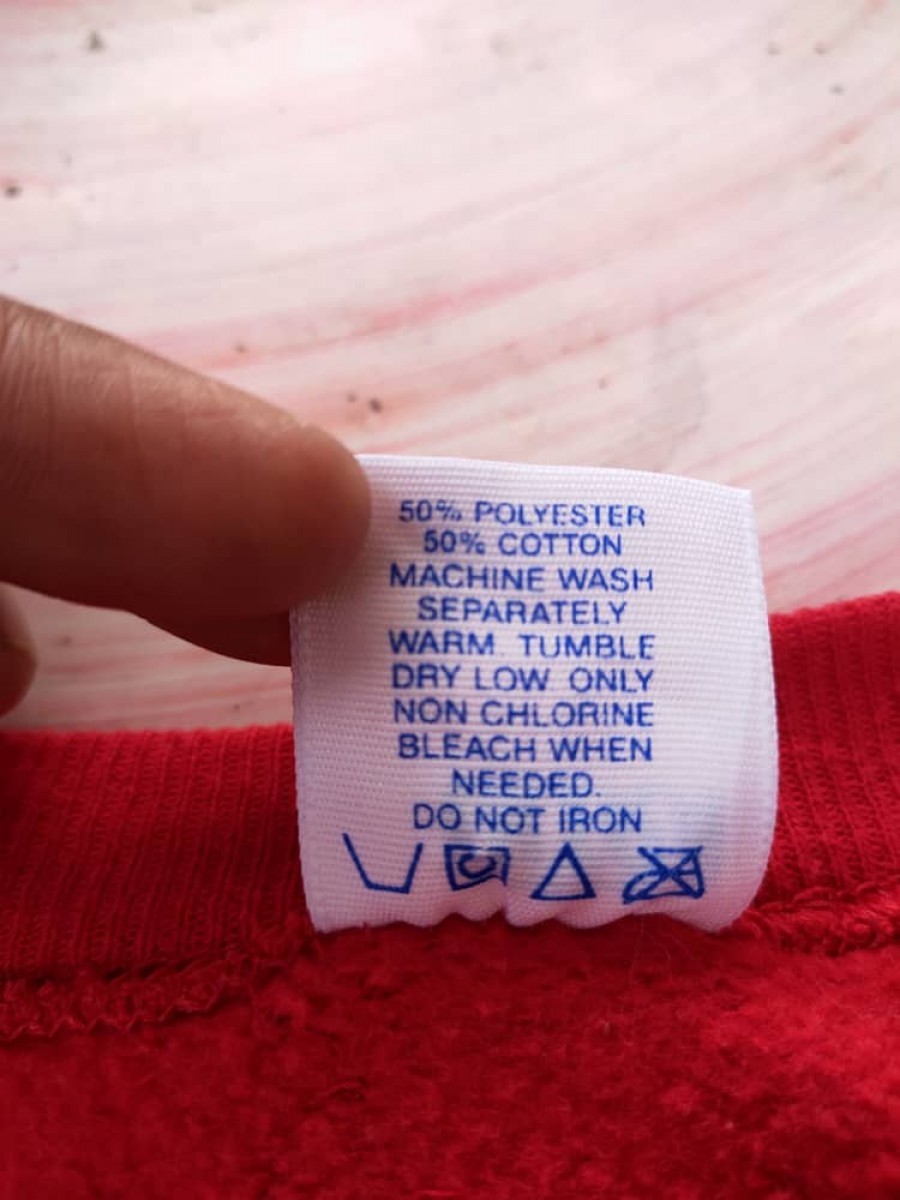 50% POLYESTER
50% COTTON
MACHINE WASH
SEPARATELY
WARM TUMBLE
DRY LOW ONLY
NON CHLORINE
BLEACH WHEN
NEEDED.
DO NOT IRON